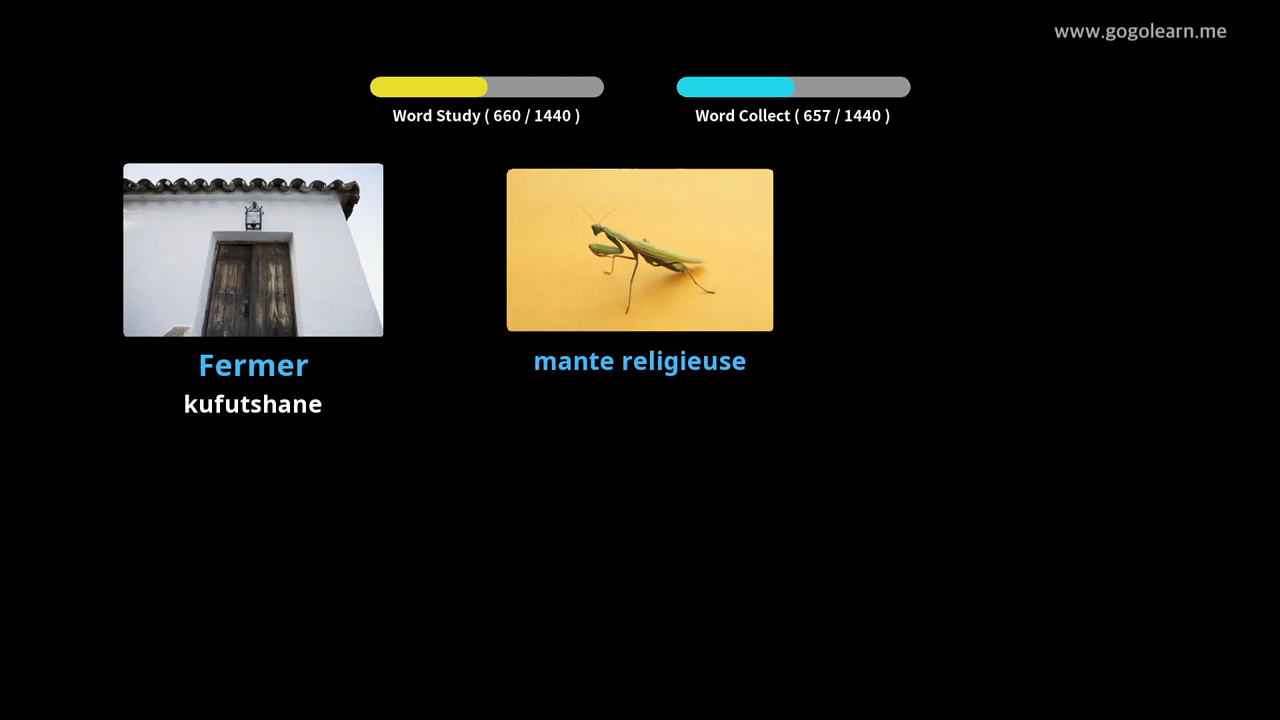 www.gogolearn.me
Word Study ( 660 / 1440 )
Word Collect ( 657 / 1440 )
Fermer
kufutshane
mante religieuse